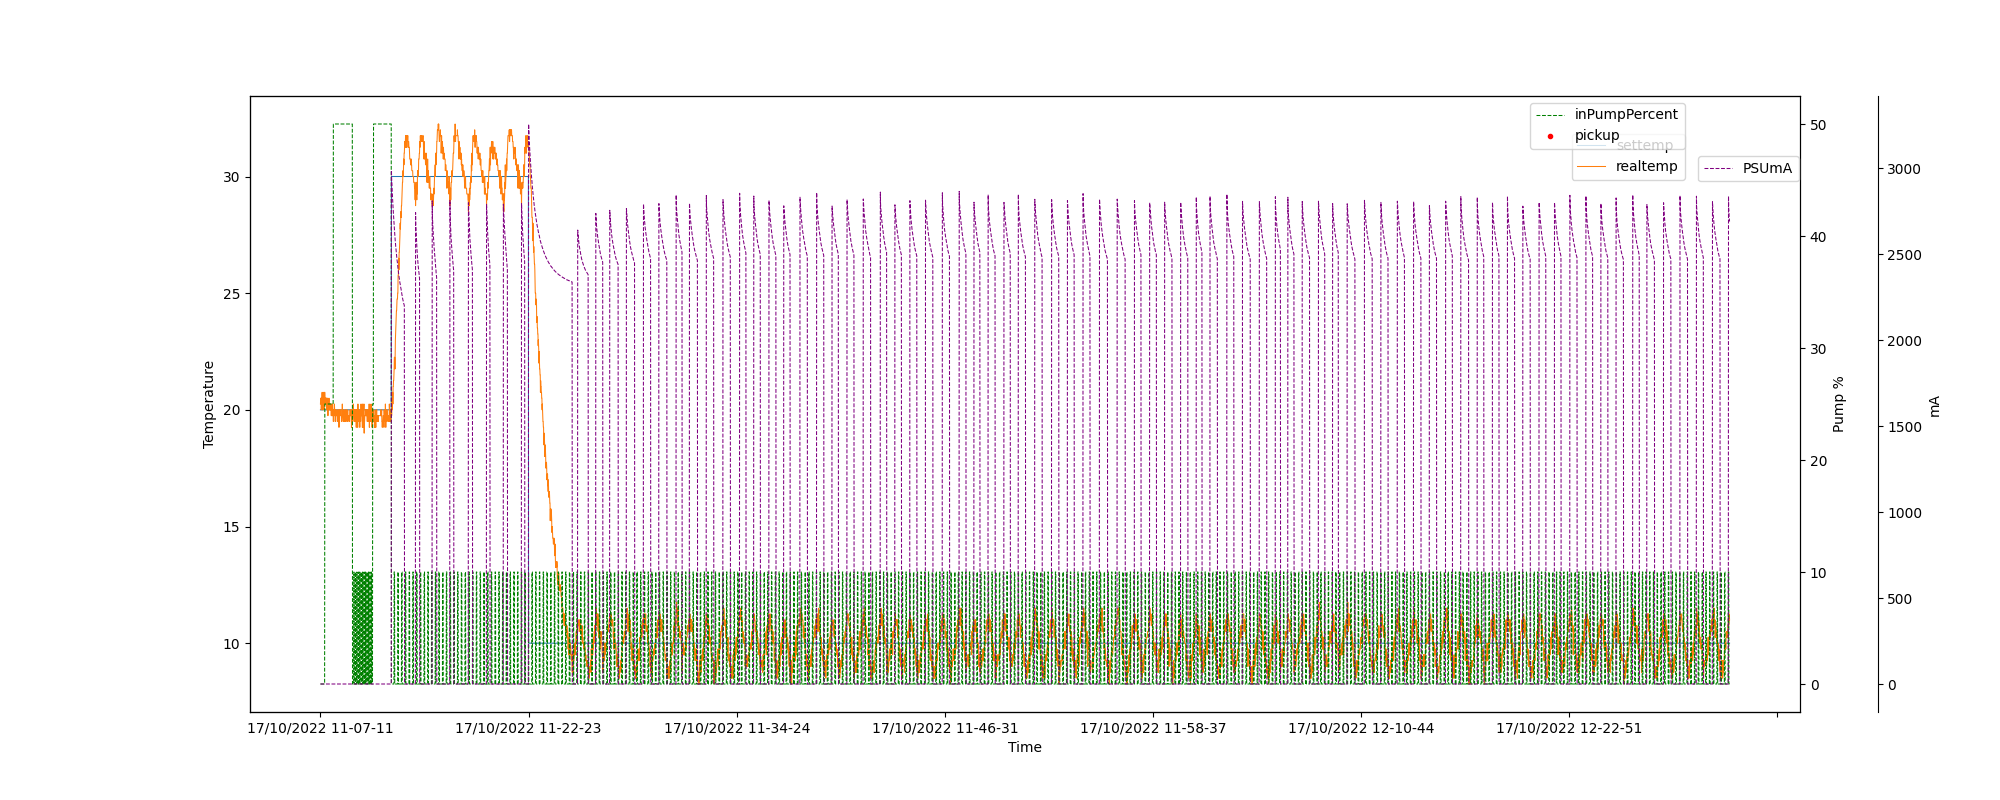 inPumpPercent
pickup
settemp
realtemp
PSUmA
30
25
20
15
10
Temperature
50
40
30
20
10
0
Pump %
3000
2500
2000
1500
1000
500
0
mA
17/10/2022 11-07-11
17/10/2022 11-22-23
17/10/2022 11-34-24
17/10/2022 11-46-31
17/10/2022 11-58-37
17/10/2022 12-10-44
17/10/2022 12-22-51
Time